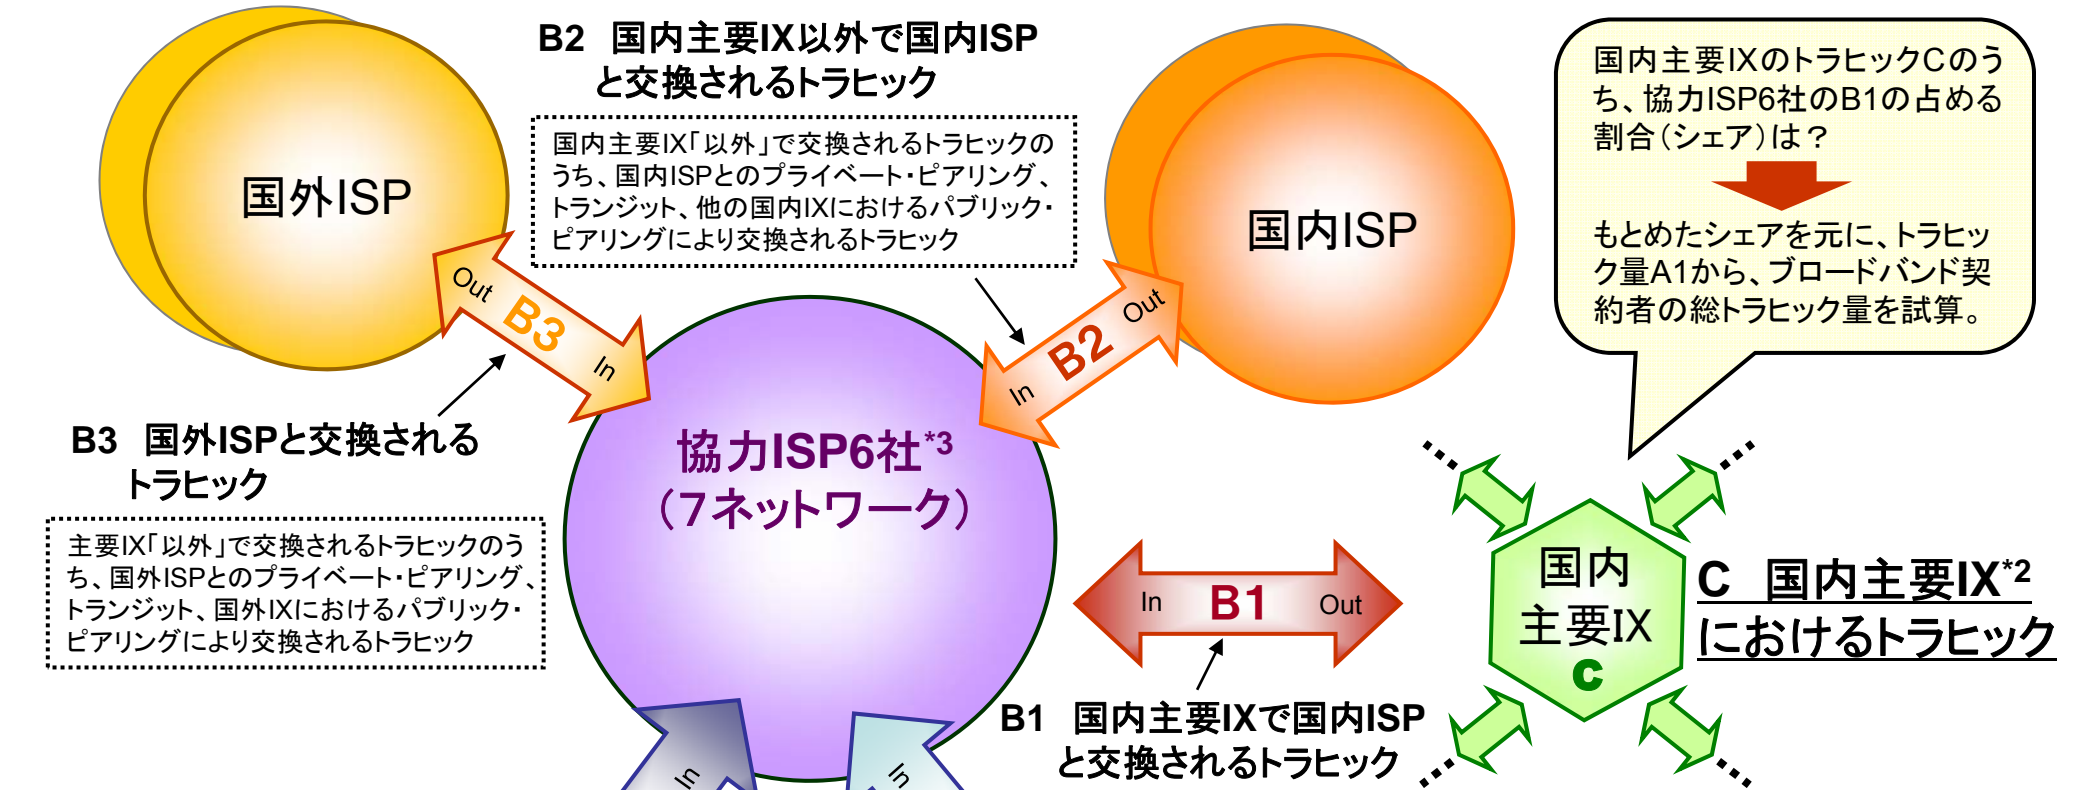 B2 国内主要IX以外で国内ISP
と交換されるトラヒック
国内主要IX「以外」で交換されるトラヒックの
うち、国内ISPとのプライベート・ピアリング、
トランジット、他の国内IXにおけるパブリック・
ピアリングにより交換されるトラヒック
国外ISP
国内ISP
国内主要IXのトラヒックCのう
ち、協力ISP6社のB1の占める
割合(シェア)は?
もとめたシェアを元に、トラヒッ
ク量A1から、ブロードバンド契
約者の総トラヒック量を試算。
Out B3 In
In B2 Out
B3 国外ISPと交換される
トラヒック
主要IX「以外」で交換されるトラヒックのう
ち、国外ISPとのプライベート・ピアリング、
トランジット、国外IXにおけるパブリック・
ピアリングにより交換されるトラヒック
協力ISP6社*3
(7ネットワーク)
In B1 Out
B1 国内主要IXで国内ISP
と交換されるトラヒック
国内
主要IX
C
C 国内主要IX*2
におけるトラヒック
In
In